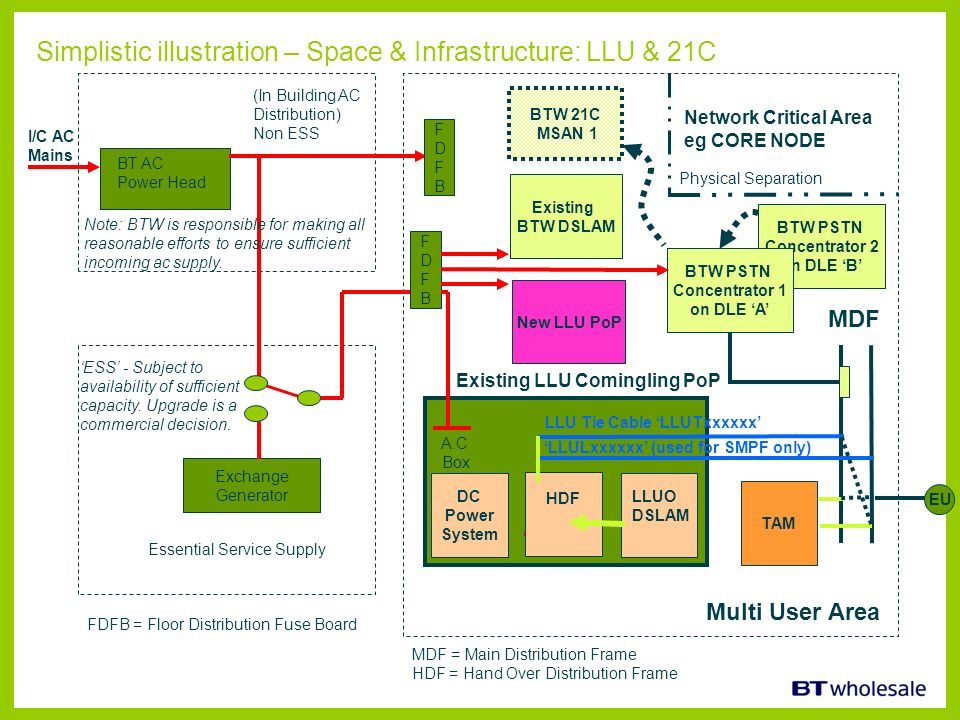 Simplistic illustration – Space & Infrastructure: LLU & 21C
(In Building AC
Distribution)
Non ESS
I/C AC
Mains
BT AC
Power Head
Note: BTW is responsible for making all
reasonable efforts to ensure sufficient
incoming ac supply.
F
D
F
B
F
D
F
B
BTW 21C
MSAN 1
Network Critical Area
eg CORE NODE
Physical Separation
Existing
BTW DSLAM
BTW PSTN
Concentrator 2
n DLE ‘B’
BTW PSTN
Concentrator 1
on DLE ‘A’
New LLU PoP
MDF
‘ESS’ - Subject to
availability of sufficient
capacity. Upgrade is a
commercial decision.
Exchange
Generator
Essential Service Supply
Existing LLU Comingling PoP
LLU Tie Cable ‘LLUTxxxxxx’
‘LLULxxxxxx’ (used for SMPF only)
A.C
Box
DC
Power
System
HDF
LLUO
DSLAM
TAM
EU
Multi User Area
FDFB = Floor Distribution Fuse Board
MDF = Main Distribution Frame
HDF = Hand Over Distribution Frame
BT wholesale